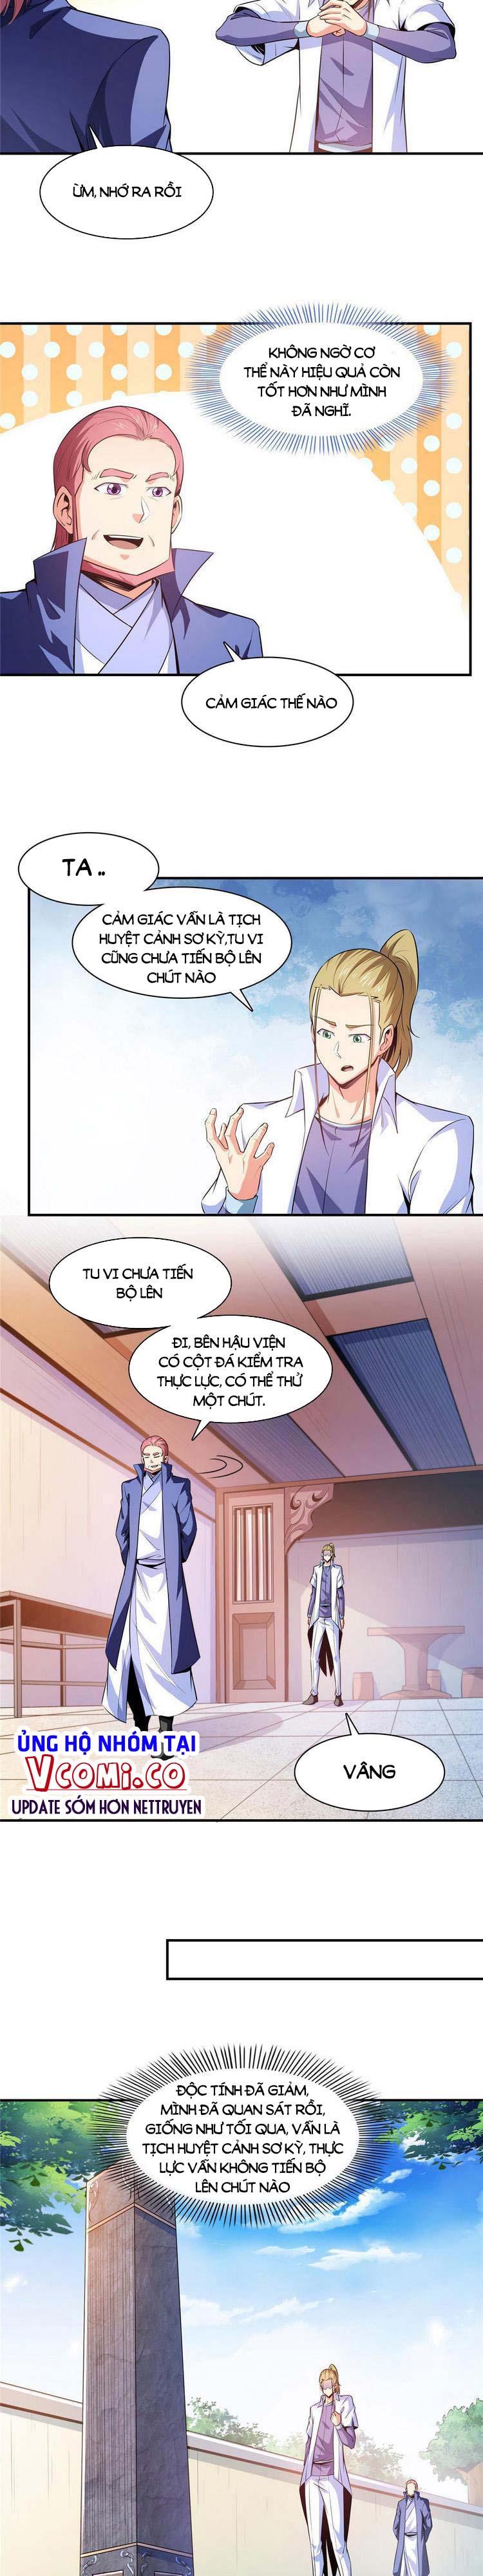 ỪM, NHỚ RA RỒI
KHÔNG NGỜ CƠ
THỂ NÀY HIỆU QUẢ CÒN
TỐT HƠN NHƯ MÌNH
ĐÃ NGHĨ.
CẢM GIÁC THẾ NÀO
TA..
CẢM GIÁC VẪN LÀ TỊCH
HUYỆT CẢNH SƠ KỲ,TU VI
CŨNG CHƯA TIẾN BỘ LÊN
CHÚT NÀO
TU VI CHƯA TIẾN
BỘ LÊN
ĐI, BÊN HẬU VIỆN
CÓ CỘT ĐÁ KIỂM TRA
THỰC LỰC, CÓ THỂ THỬ
MỘT CHÚT.
ỦNG HỘ NHÓM TẠI
VCOMI.CO
UPDATE SỚM HƠN NETTRUYEN
VÂNG
ĐỘC TÍNH ĐÃ GIẢM,
MÌNH ĐÃ QUAN SÁT RỒI,
GIỐNG NHƯ TỐI QUA, VẪN LÀ
TỊCH HUYỆT CẢNH SƠ KỲ, THỰC
LỰC VẪN KHÔNG TIẾN BỘ
LÊN CHÚT NÀO